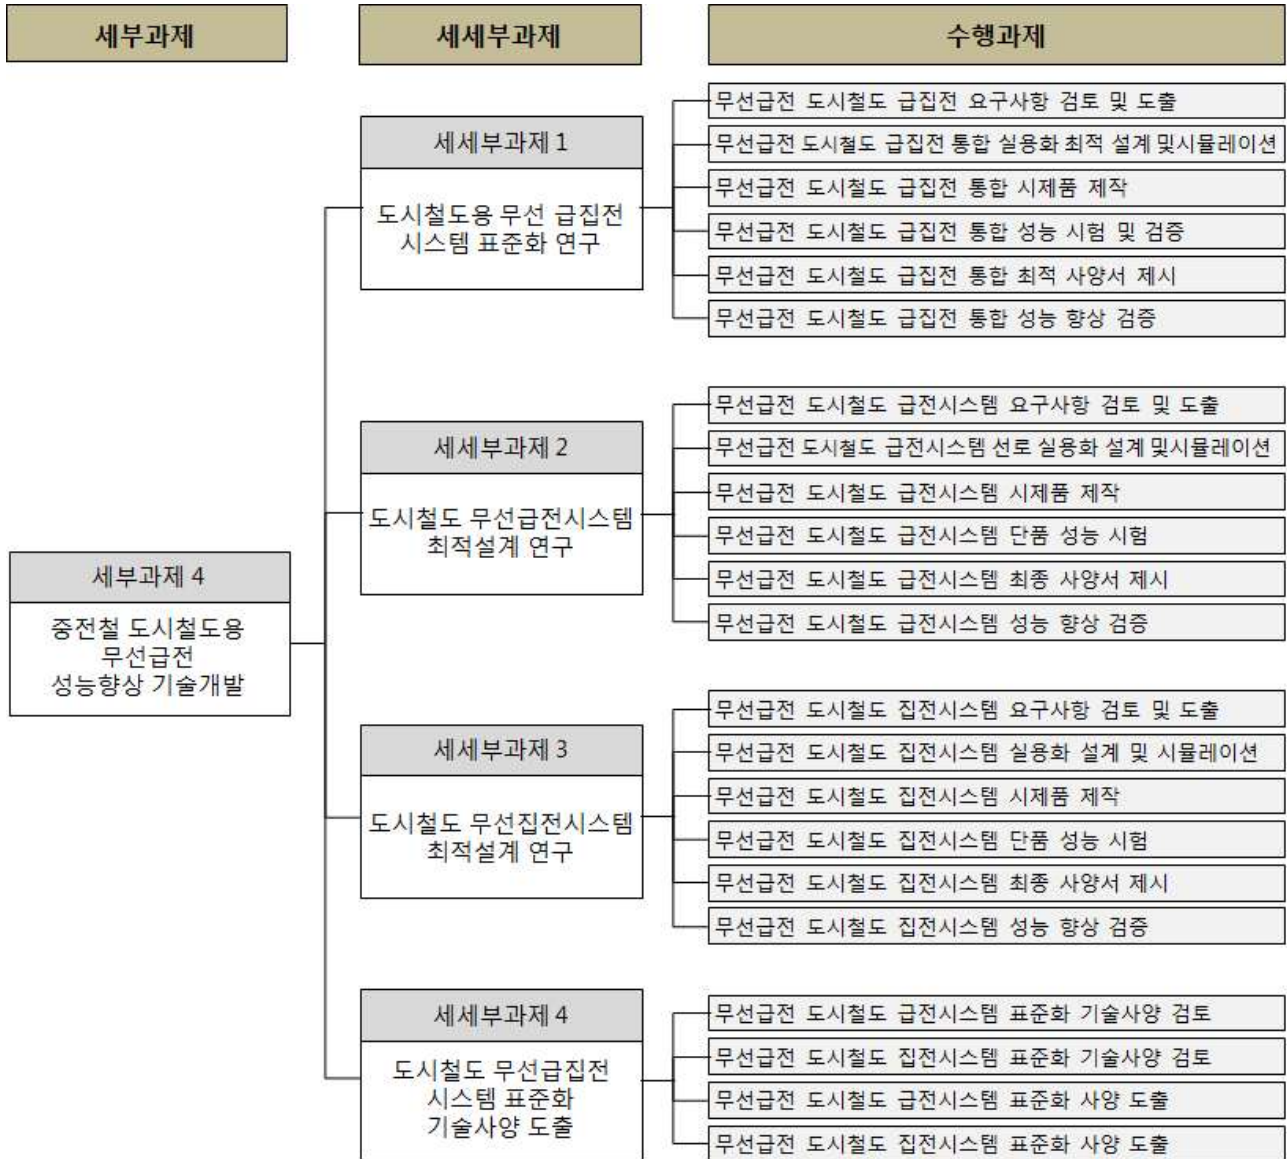 세부과제
세세부과제
수행과제
세부과제 4
중전철 도시철도용
무선급전
성능향상 기술개발
세세부과제 1
도시철도용 무선 급집전
시스템 표준화 연구
무선급전 도시철도 급집전 요구사항 검토 및 도출
무선급전 도시철도 급집전 통합 실용화 최적 설계 및시뮬레이션
무선급전 도시철도 급집전 통합 시제품 제작
무선급전 도시철도 급집전 통합 성능 시험 및 검증
무선급전 도시철도 급집전 통합 최적 사양서 제시
무선급전 도시철도 급집전 통합 성능 향상 검증
세세부과제 2
도시철도 무선급전시스템
최적설계 연구
무선급전 도시철도 급전시스템 요구사항 검토 및 도출
무선급전 도시철도 급전시스템 선로 실용화 설계 및시뮬레이션
무선급전 도시철도 급전시스템 시제품 제작
무선급전 도시철도 급전시스템 단품 성능 시험
무선급전 도시철도 급전시스템 최종 사양서 제시
무선급전 도시철도 급전시스템 성능 향상 검증
세세부과제 3
도시철도 무선집전시스템
최적설계 연구
무선급전 도시철도 집전시스템 요구사항 검토 및 도출
무선급전 도시철도 집전시스템 실용화 설계 및 시뮬레이션
무선급전 도시철도 집전시스템 시제품 제작
무선급전 도시철도 집전시스템 단품 성능 시험
무선급전 도시철도 집전시스템 최종 사양서 제시
무선급전 도시철도 집전시스템 성능 향상 검증
세세부과제 4
도시철도 무선급집전
시스템 표준화
기술사양 도출
무선급전 도시철도 급전시스템 표준화 기술사양 검토
무선급전 도시철도 집전시스템 표준화 기술사양 검토
무선급전 도시철도 급전시스템 표준화 사양 도출
무선급전 도시철도 집전시스템 표준화 사양 도출